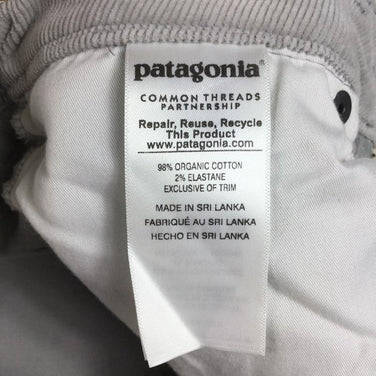 patagonia®
COMMON THREADS
PARTNERSHIP
Repair, Reuse, Recycle
This Product
www.patagonia.com
98% ORGANIC COTTON
2% ELASTANE
EXCLUSIVE OF TRIM
MADE IN SRI LANKA
FABRIQUÉ AU SRI LANKA
HECHO EN SRI LANKA